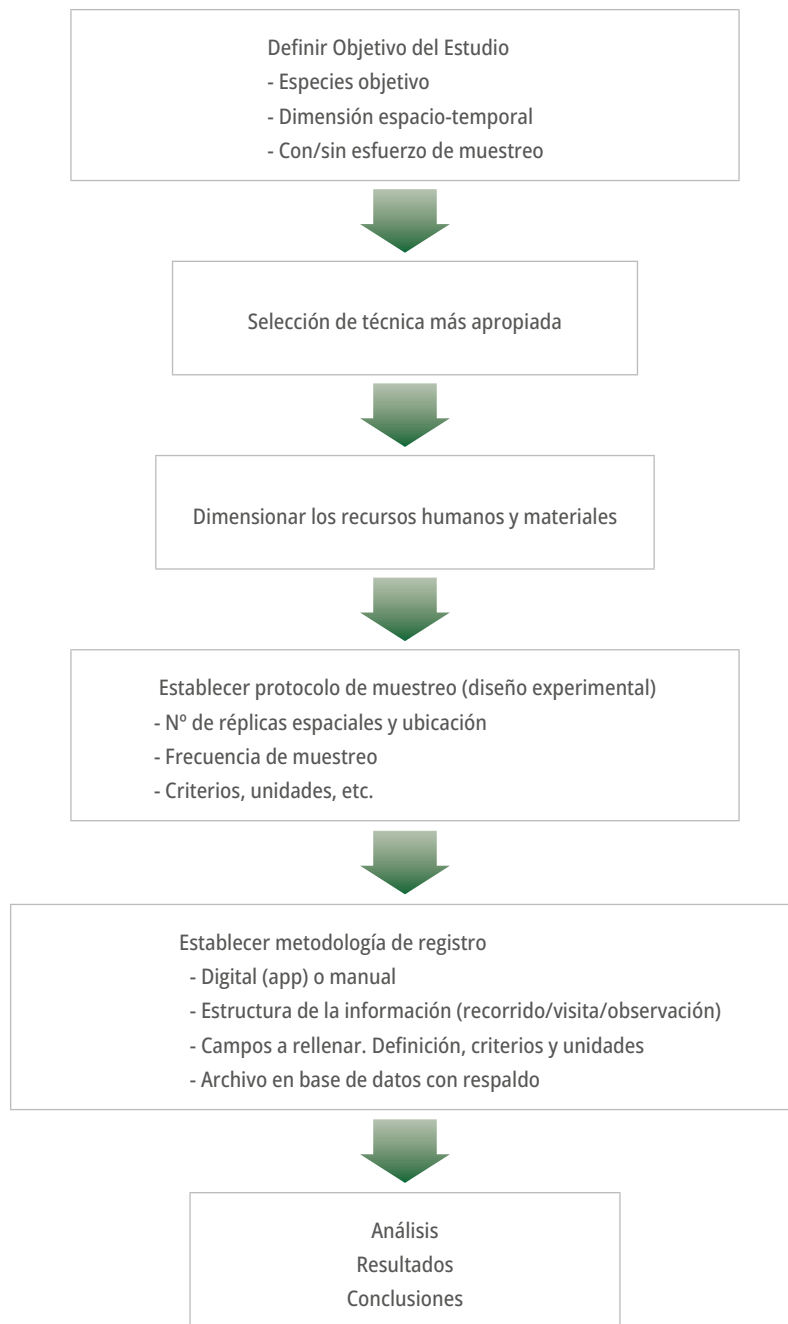 Definir Objetivo del Estudio
- Especies objetivo
- Dimensión espacio-temporal
- Con/sin esfuerzo de muestreo
Selección de técnica más apropiada
Dimensionar los recursos humanos y materiales
Establecer protocolo de muestreo (diseño experimental)
- Nº de réplicas espaciales y ubicación
- Frecuencia de muestreo
- Criterios, unidades, etc.
Establecer metodología de registro
- Digital (app) o manual
- Estructura de la información (recorrido/visita/observación)
- Campos a rellenar. Definición, criterios y unidades
- Archivo en base de datos con respaldo
Análisis
Resultados
Conclusiones